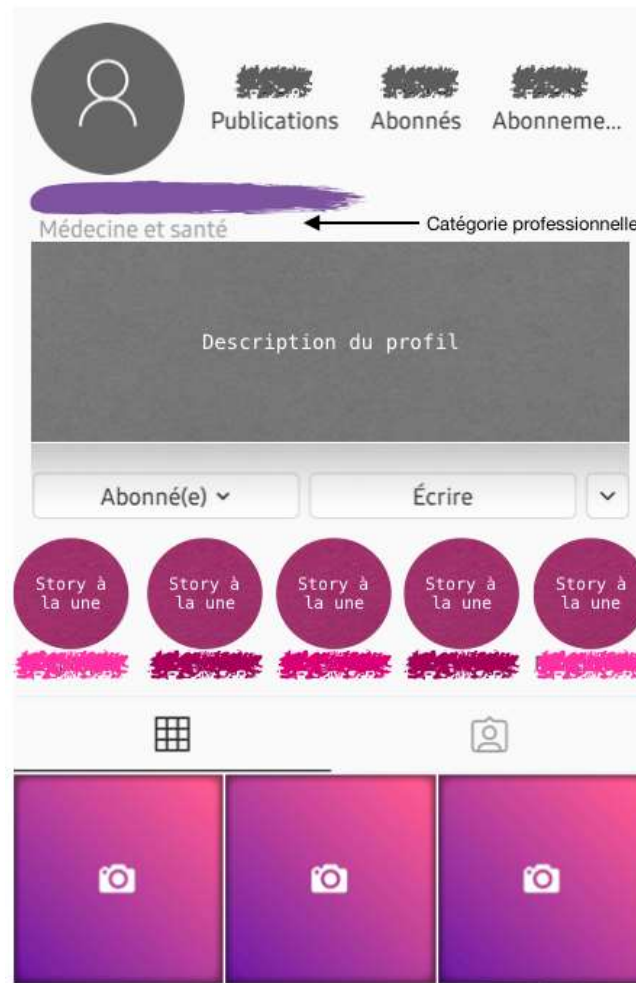 Publications Abonnés Abonneme...
Médecine et santé
Catégorie professionnelle
Description du profil
Abonné(e)
Écrire
Story à
la une
Story à
la une
Story à
la une
Story à
la une
Story à
la une